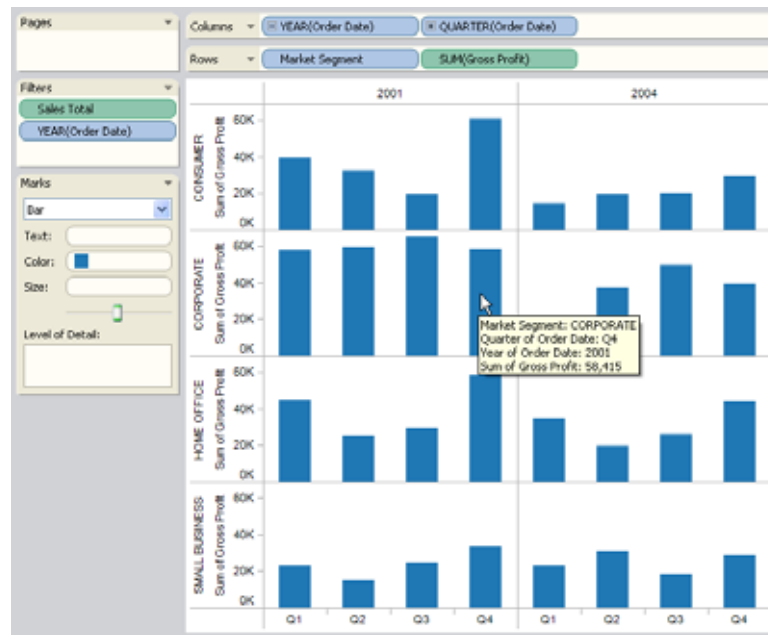 Pages
Columns YEAR(Order Date) QUARTER(Order Date)
Rows Market Segment SUM(Gross Profit)
Filters
Sales Total
YEAR(Order Date)
Marks
Bar
Text:
Color:
Size:
Level of Detail:
2001 2004
CONSUMER
Sum of Gross Profit
60K
40K
20K
0K
CORPORATE
Sum of Gross Profit
60K
40K
20K
0K
Market Segment: CORPORATE
Quarter of Order Date: Q4
Year of Order Date: 2001
Sum of Gross Profit: 58,415
HOME OFFICE
Sum of Gross Profit
60K
40K
20K
0K
SMALL BUSINESS
Sum of Gross Profit
60K
40K
20K
0K
Q1 Q2 Q3 Q4 Q1 Q2 Q3 Q4